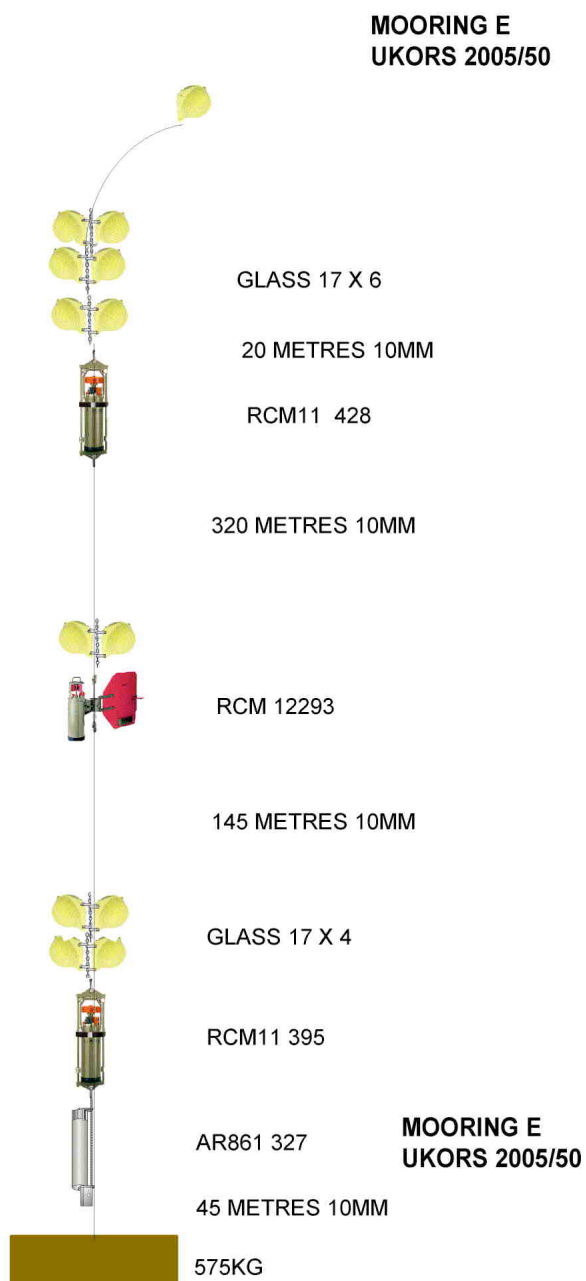 MOORING E
UKORS 2005/50
GLASS 17 X 6
20 METRES 10MM
RCM11 428
320 METRES 10MM
RCM 12293
145 METRES 10MM
GLASS 17 X 4
RCM11 395
AR861 327
MOORING E
UKORS 2005/50
45 METRES 10MM
575KG